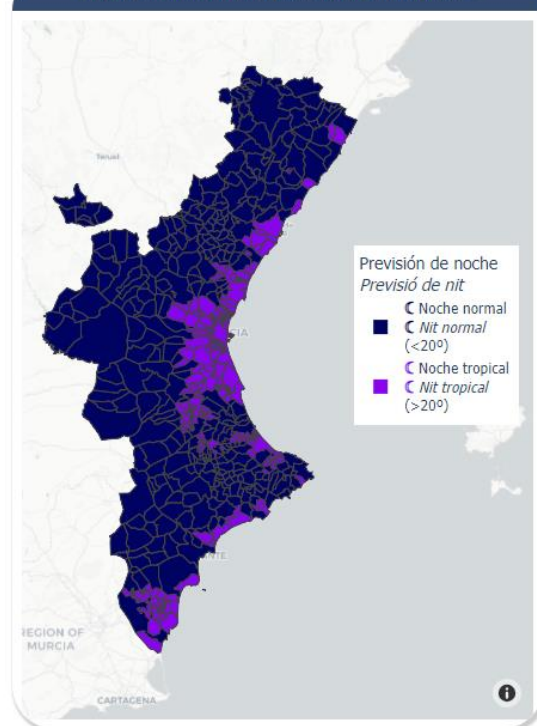 Teruel
Previsión de noche
Previsió de nit
Noche normal
Nit normal
(<20º)
Noche tropical
Nit tropical
(>20º)
REGION OF
MURCIA
CARTAGENA